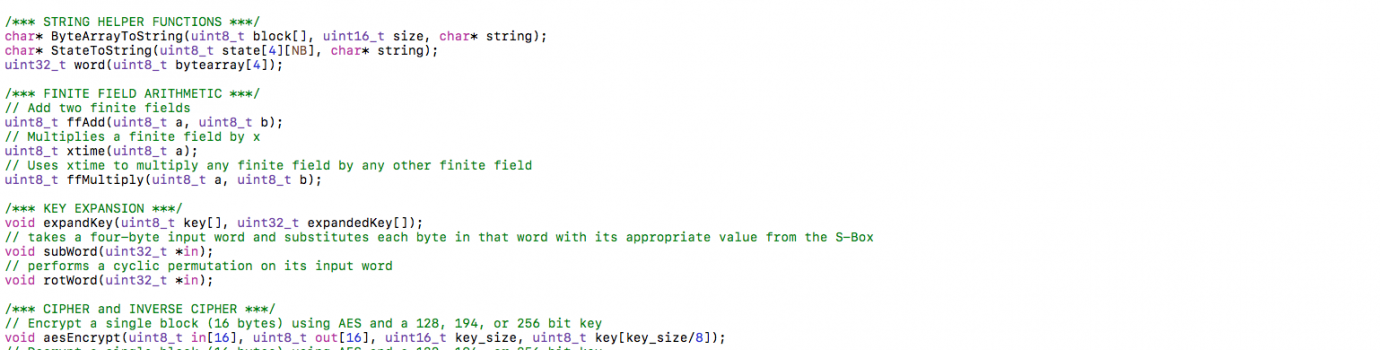 /*** STRING HELPER FUNCTIONS ***/
char* ByteArrayToString(uint8_t block[], uint16_t size, char* string);
char* StateToString(uint8_t state[4][NB], char* string);
uint32_t word(uint8_t bytearray[4]);
/*** FINITE FIELD ARITHMETIC ***/
// Add two finite fields
uint8_t ffAdd(uint8_t a, uint8_t b);
// Multiplies a finite field by x
uint8_t xtime(uint8_t a);
// Uses xtime to multiply any finite field by any other finite field
uint8_t ffMultiply(uint8_t a, uint8_t b);
/*** KEY EXPANSION ***/
void expandKey(uint8_t key[], uint32_t expandedKey[]);
// takes a four-byte input word and substitutes each byte in that word with its appropriate value from the S-Box
void subWord(uint32_t *in);
// performs a cyclic permutation on its input word
void rotWord(uint32_t *in);
/*** CIPHER and INVERSE CIPHER ***/
// Encrypt a single block (16 bytes) using AES and a 128, 194, or 256 bit key
void aesEncrypt(uint8_t in[16], uint8_t out[16], uint16_t key_size, uint8_t key[key_size/8]);